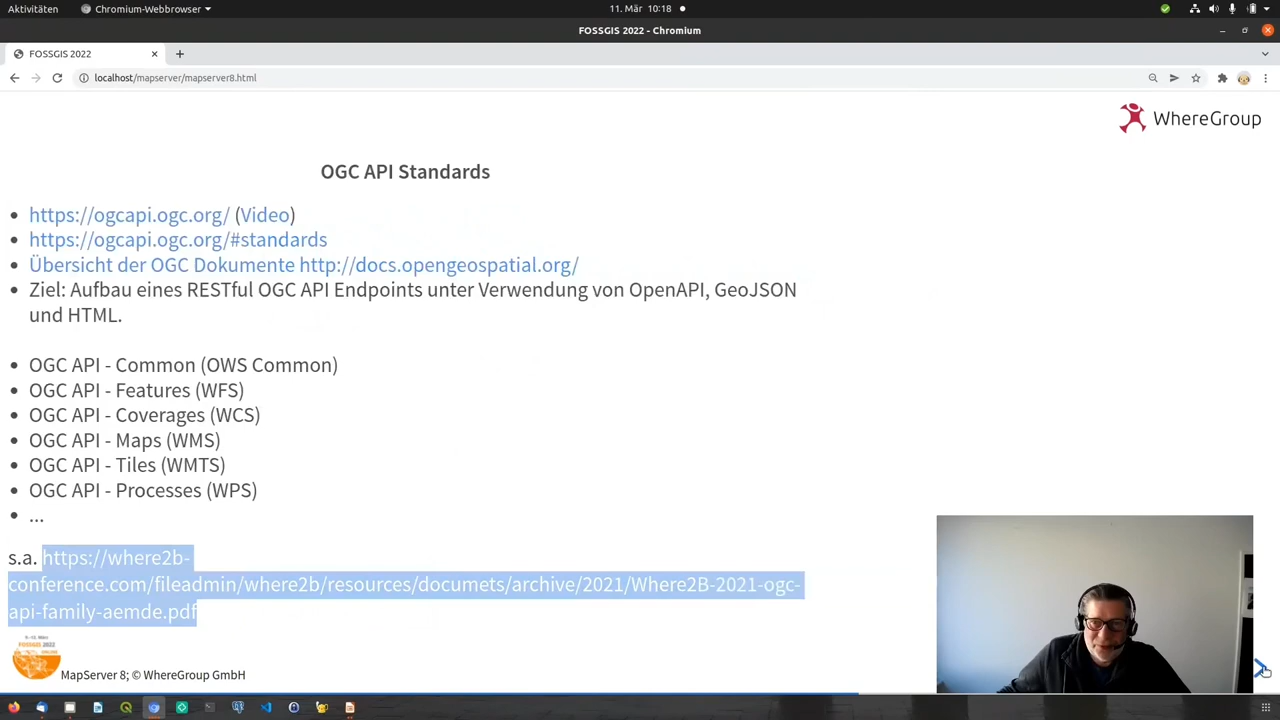 Aktivitäten
Chromium-Webbrowser
11. Mär 10:18
FOSSGIS 2022 - Chromium
FOSSGIS 2022
localhost/mapserver/mapserver8.html
WhereGroup
OGC API Standards
• https://ogcapi.ogc.org/ (Video)
• https://ogcapi.ogc.org/#standards
• Übersicht der OGC Dokumente http://docs.opengeospatial.org/
• Ziel: Aufbau eines RESTful OGC API Endpoints unter Verwendung von OpenAPI, GeoJSON
und HTML.
• OGC API - Common (OWS Common)
• OGC API - Features (WFS)
• OGC API - Coverages (WCS)
• OGC API - Maps (WMS)
• OGC API - Tiles (WMTS)
• OGC API - Processes (WPS)
• ...
s.a. https://where2b-
conference.com/fileadmin/where2b/resources/documets/archive/2021/Where2B-2021-ogc-
api-family-aemde.pdf
FOSSGIS 2022
MapServer 8; © WhereGroup GmbH